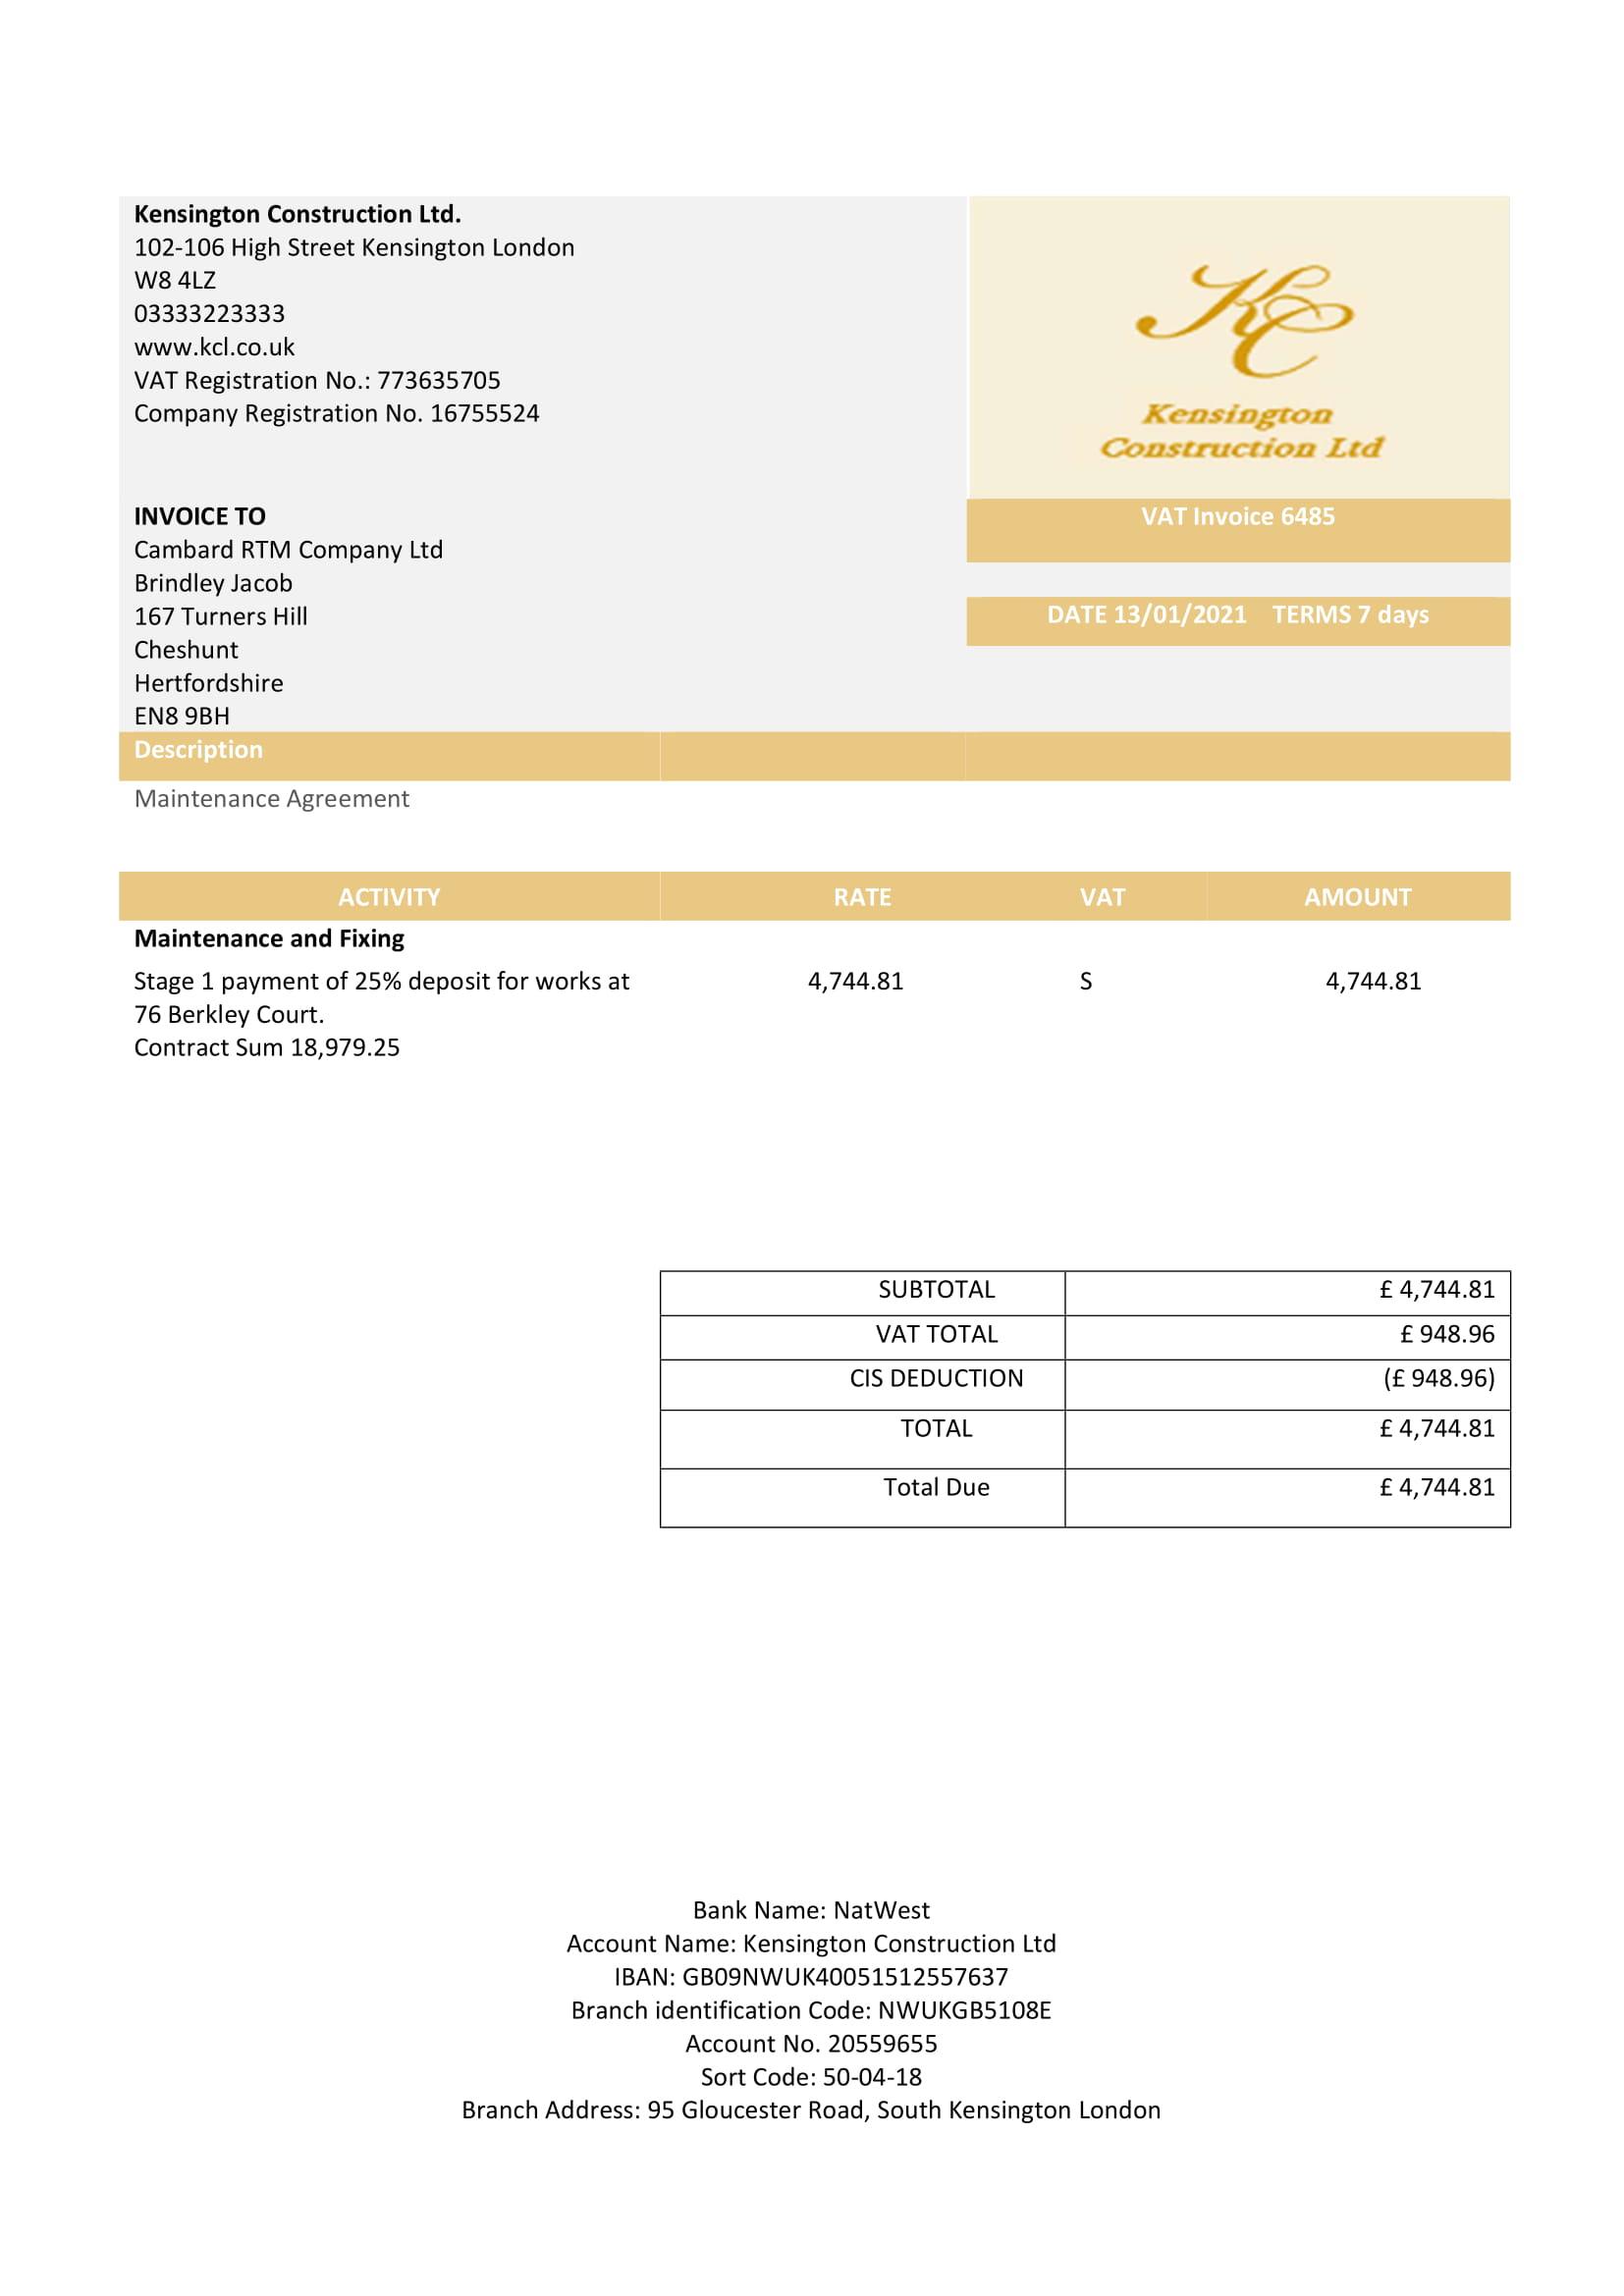 Kensington Construction Ltd.
102-106 High Street Kensington London
W8 4LZ
03333223333
www.kcl.co.uk
VAT Registration No.: 773635705
Company Registration No. 16755524
KC
Kensington
Construction Ltd
INVOICE TO
Cambard RTM Company Ltd
Brindley Jacob
167 Turners Hill
Cheshunt
Hertfordshire
EN8 9BH
VAT Invoice 6485
DATE 13/01/2021 TERMS 7 days
Description
Maintenance Agreement
ACTIVITY RATE VAT AMOUNT
Maintenance and Fixing
Stage 1 payment of 25% deposit for works at 4,744.81 S 4,744.81
76 Berkley Court.
Contract Sum 18,979.25
SUBTOTAL £ 4,744.81
VAT TOTAL £ 948.96
CIS DEDUCTION (£ 948.96)
TOTAL £ 4,744.81
Total Due £ 4,744.81
Bank Name: NatWest
Account Name: Kensington Construction Ltd
IBAN: GB09NWUK40051512557637
Branch identification Code: NWUKGB5108E
Account No. 20559655
Sort Code: 50-04-18
Branch Address: 95 Gloucester Road, South Kensington London